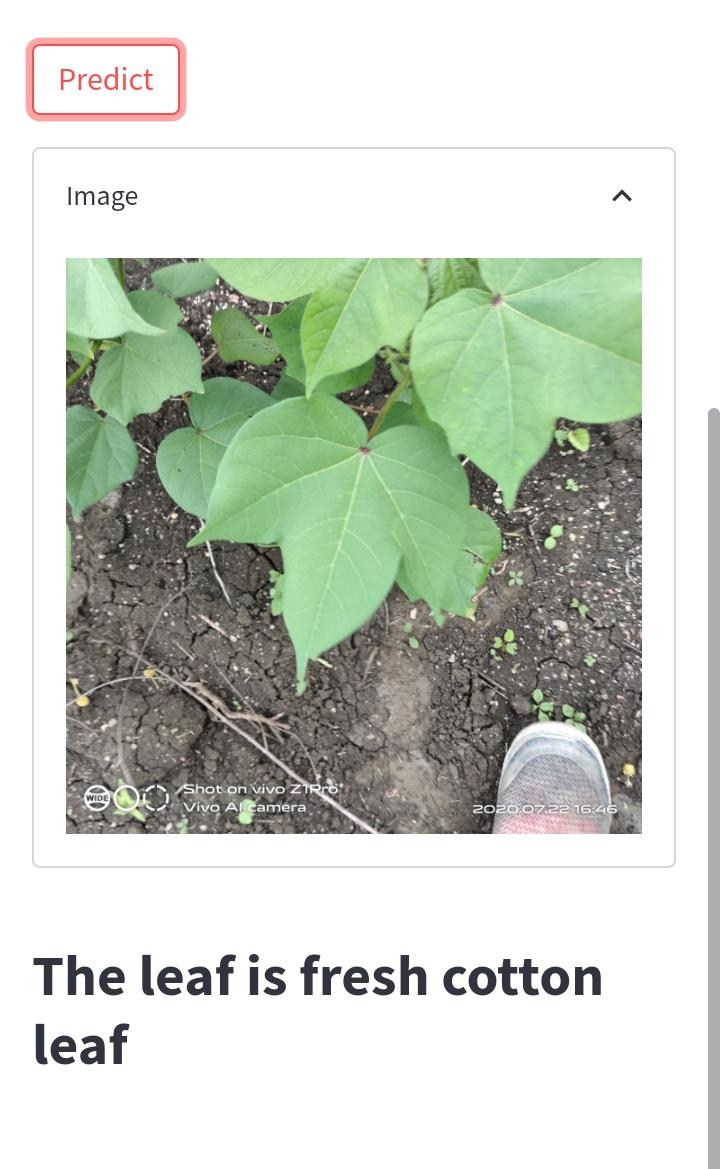 Predict
Image
WIDE
Shot on vivo Z1Pro
Vivo AI camera
2020.07.22 16:46
The leaf is fresh cotton
leaf